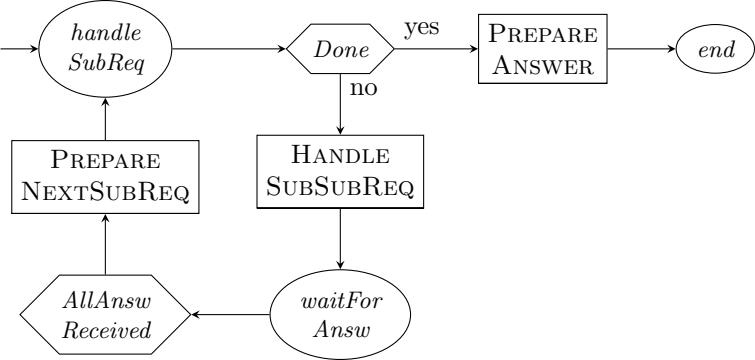 handle
SubReq
Done
yes
PREPARE
ANSWER
end
no
PREPARE
NEXTSUBREQ
HANDLE
SUBSUBREQ
AllAnsw
Received
waitFor
Answ